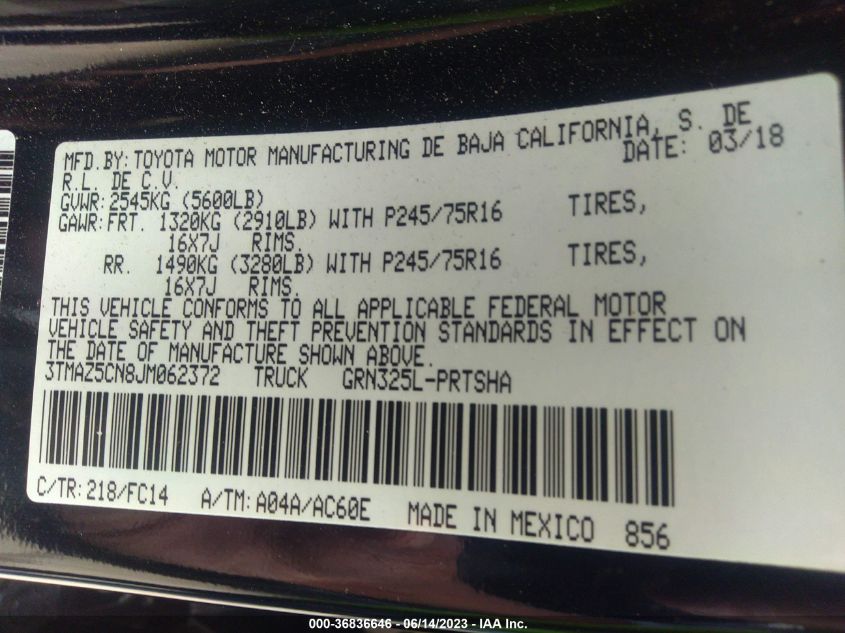 MFD.BY: TOYOTA MOTOR MANUFACTURING DE BAJA CALIFORNIA, S. DE
R.L. DE C.V. DATE: 03/18
GVWR: 2545KG (5600LB)
GAWR: FRT. 1320KG (2910LB) WITH P245/75R16 TIRES,
16X7J RIMS.
RR. 1490KG (3280LB) WITH P245/75R16 TIRES,
16X7J RIMS.
THIS VEHICLE CONFORMS TO ALL APPLICABLE FEDERAL MOTOR
VEHICLE SAFETY AND THEFT PREVENTION STANDARDS IN EFFECT ON
THE DATE OF MANUFACTURE SHOWN ABOVE.
3TMAZ5CN8JM062372 TRUCK GRN325L-PRTSHA
C/TR: 218/FC14 A/TM: A04A/AC60E MADE IN MEXICO 856
000-36836646 - 06/14/2023 - IAA Inc.